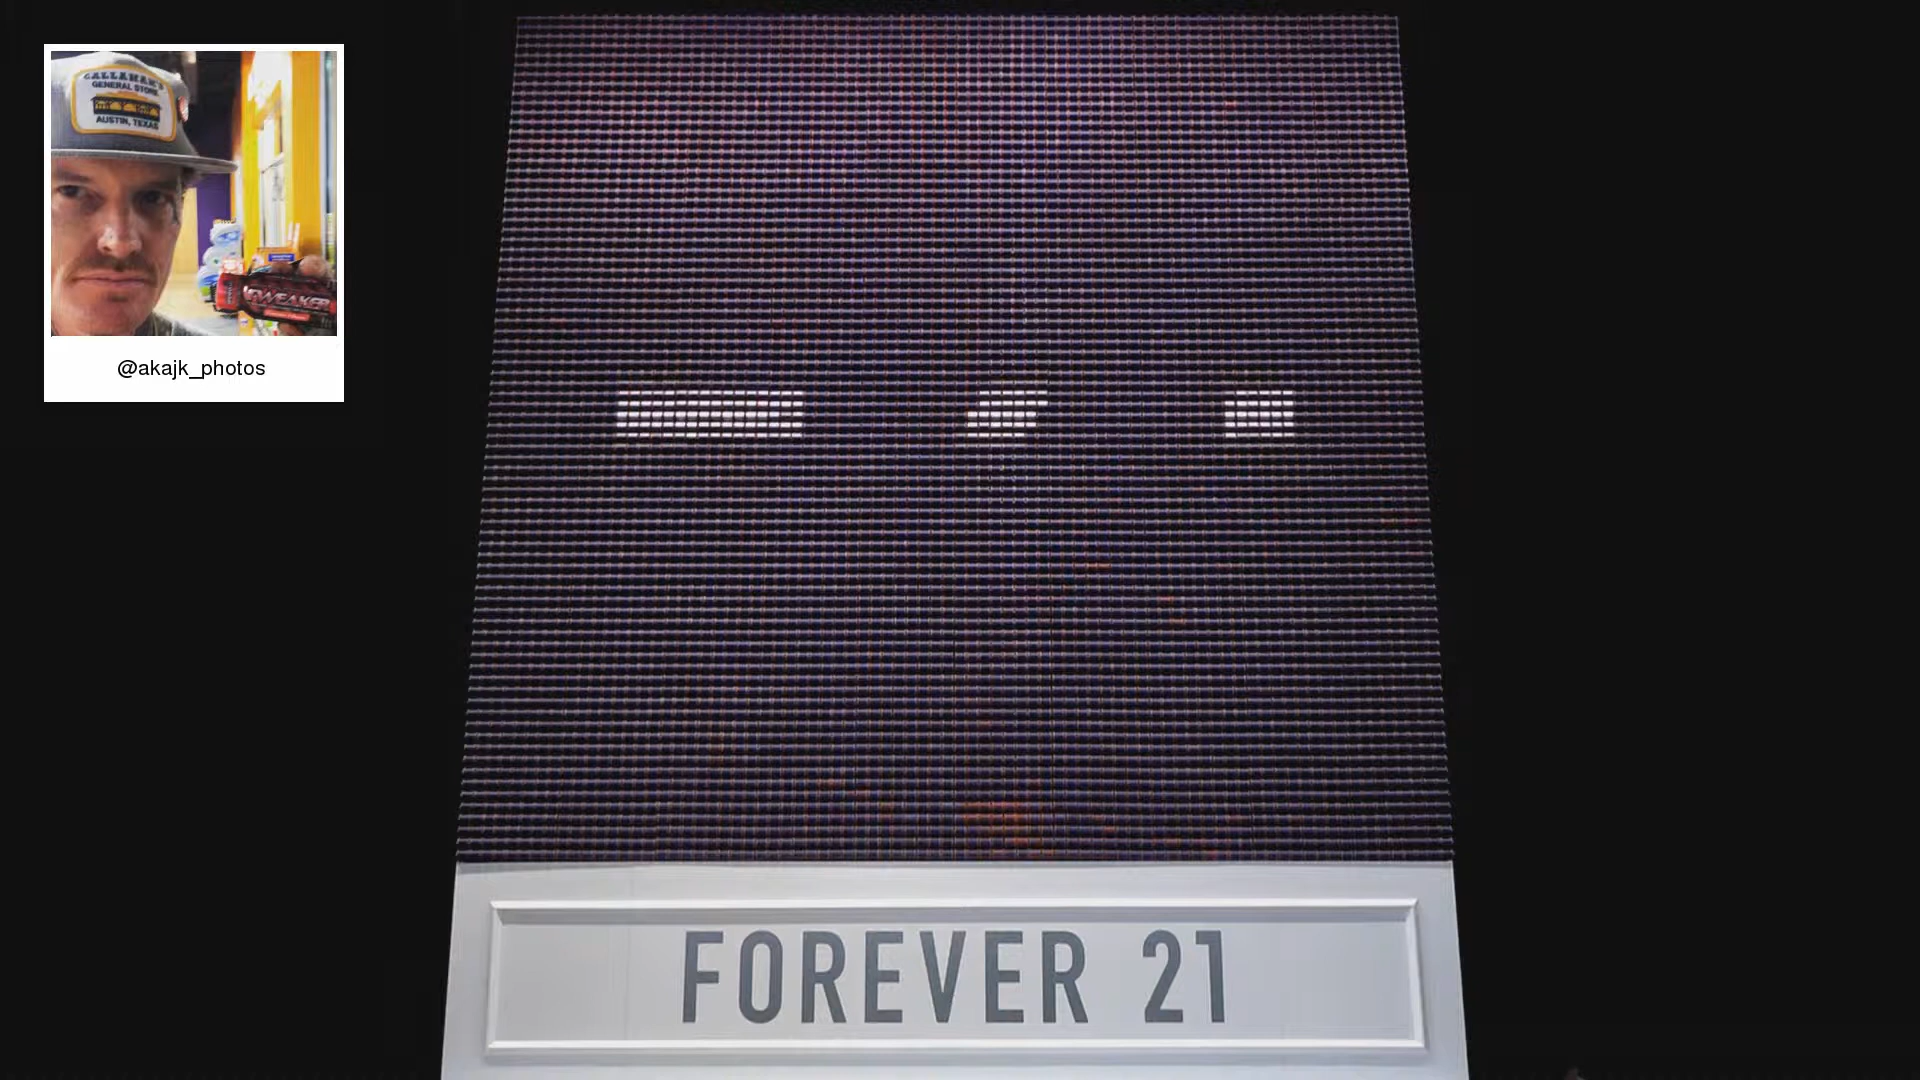 CALLAHAN'S
GENERAL STORE
AUSTIN, TEXAS
TWEAKER
@akajk_photos
FOREVER 21